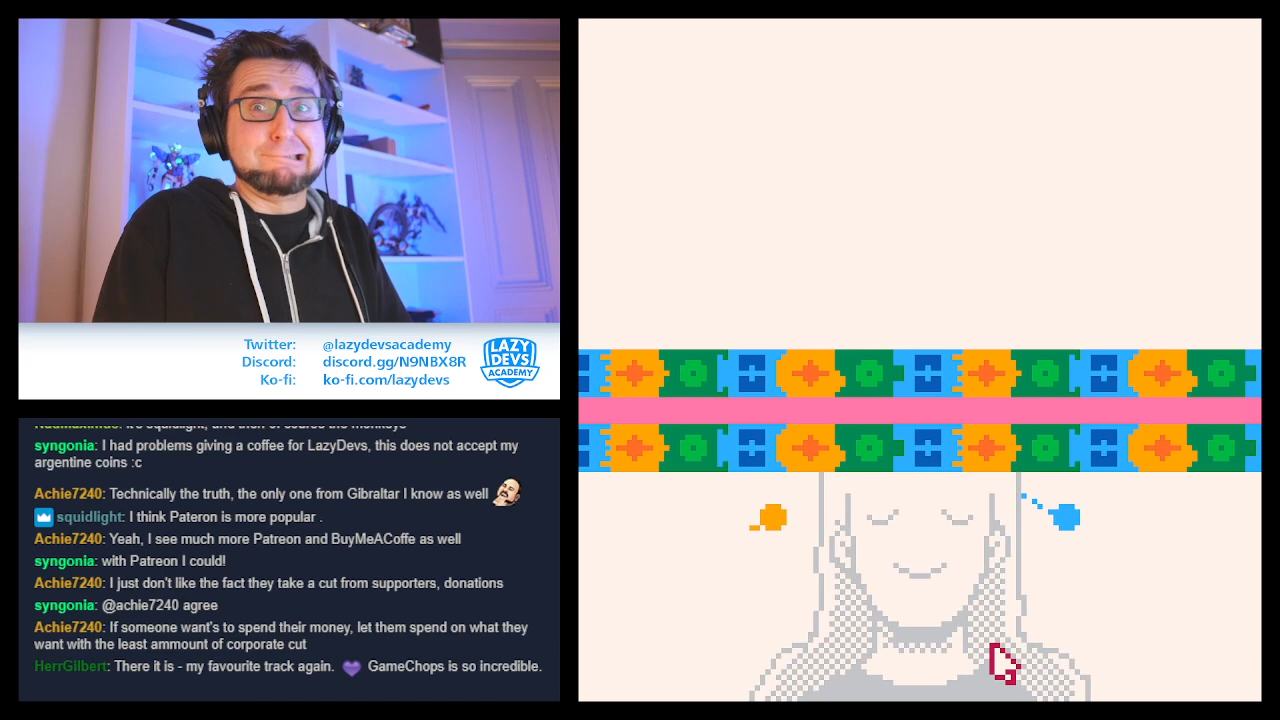 Twitter: @lazydevsacademy
Discord: discord.gg/N9NBX8R
Ko-fi: ko-fi.com/lazydevs
LAZY
DEVS
ACADEMY
syngonia: I had problems giving a coffee for LazyDevs, this does not accept my
argentine coins :c
Achie7240: Technically the truth, the only one from Gibraltar I know as well
squidlight: I think Pateron is more popular .
Achie7240: Yeah, I see much more Patreon and BuyMeACoffe as well
syngonia: with Patreon I could!
Achie7240: I just don't like the fact they take a cut from supporters, donations
syngonia: @achie7240 agree
Achie7240: If someone want's to spend their money, let them spend on what they
want with the least ammount of corporate cut
HerrGilbert: There it is - my favourite track again. GameChops is so incredible.